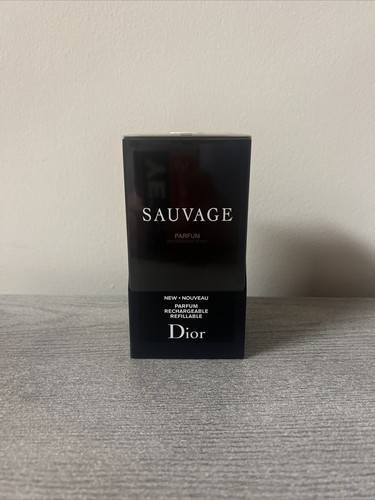 SAUVAGE
PARFUM
NEW • NOUVEAU
PARFUM
RECHARGEABLE
REFILLABLE
Dior